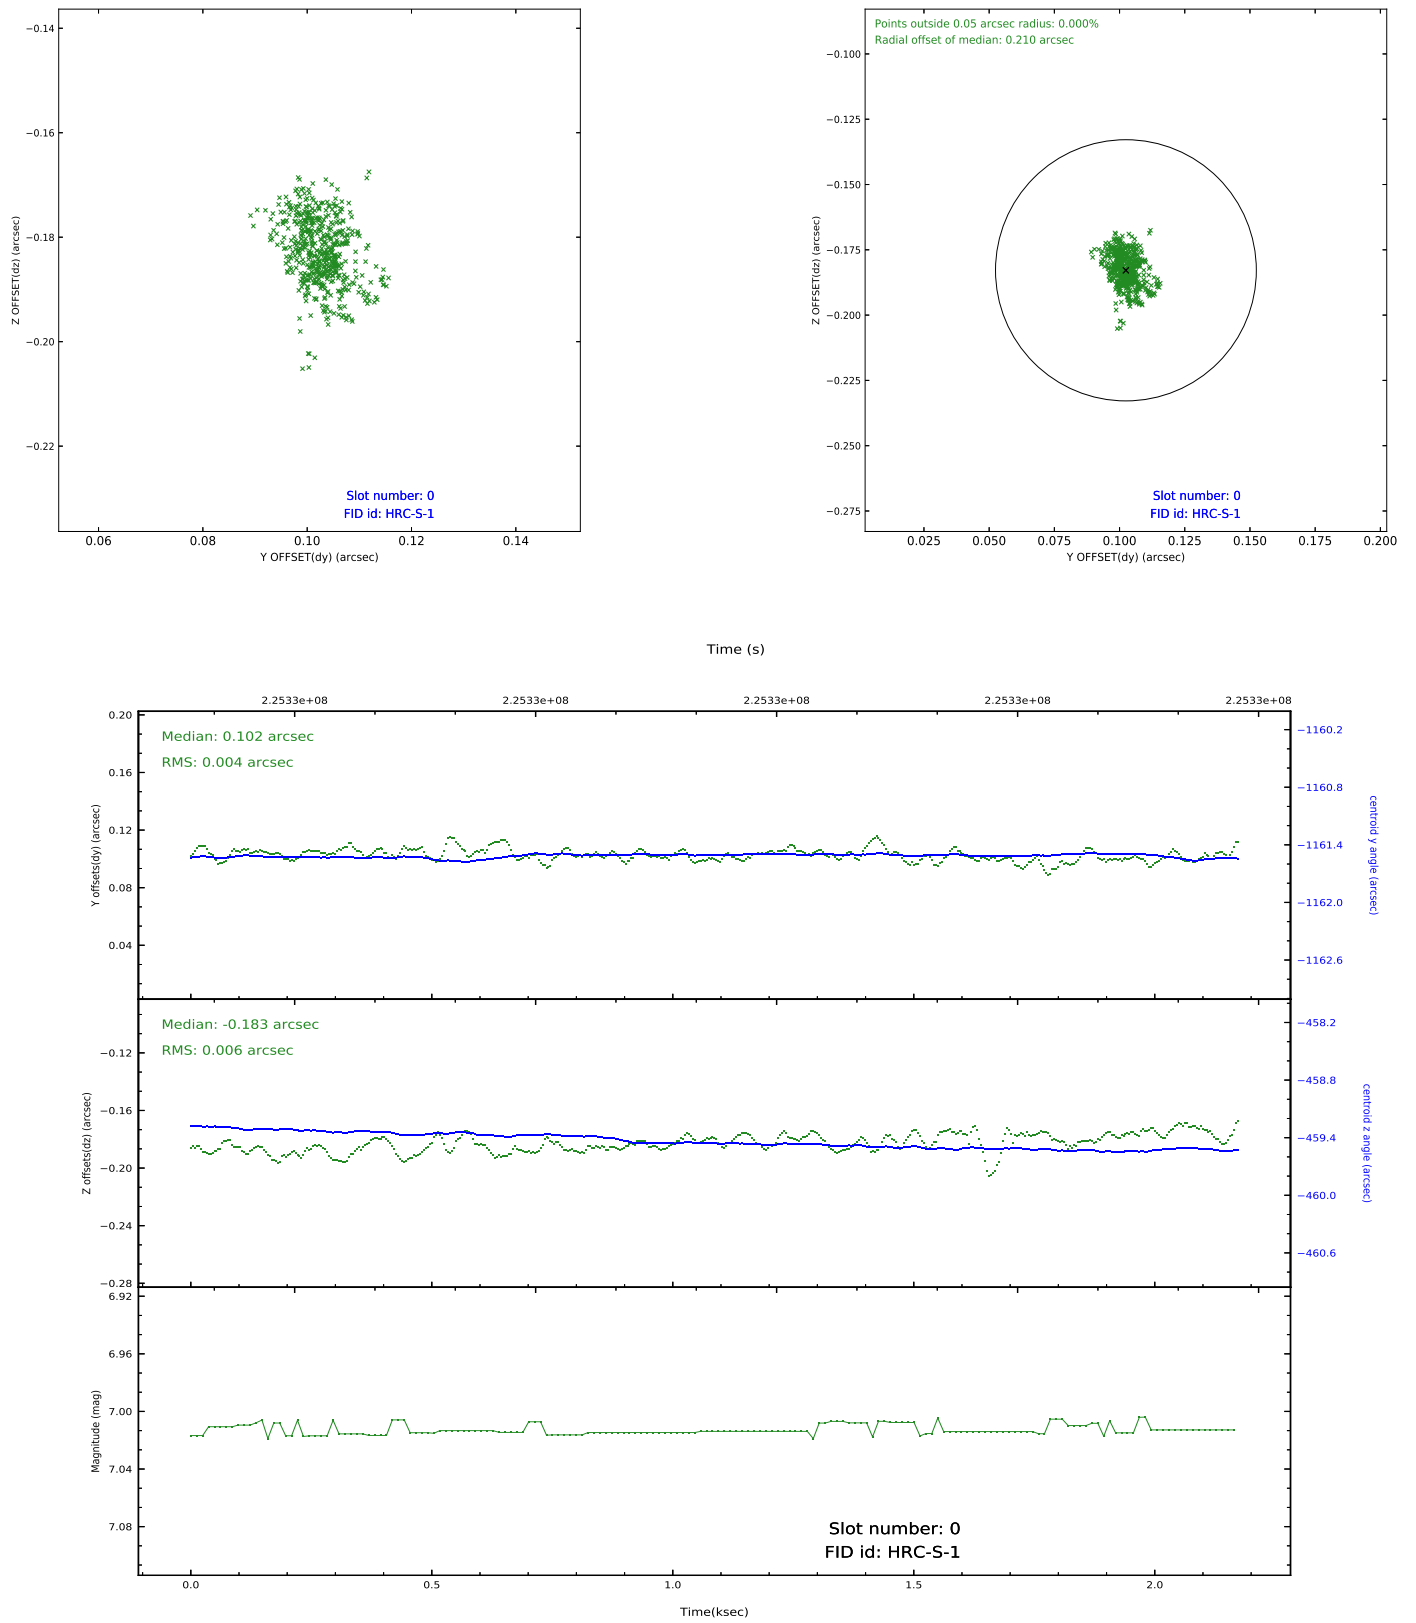 −0.14
−0.16
−0.18
−0.20
−0.22
Z OFFSET(dz) (arcsec)
Slot number: 0
FID id: HRC-S-1
0.06 0.08 0.10 0.12 0.14
Y OFFSET(dy) (arcsec)
Points outside 0.05 arcsec radius: 0.000%
Radial offset of median: 0.210 arcsec
−0.100
−0.125
−0.150
−0.175
−0.200
−0.225
−0.250
−0.275
Z OFFSET(dz) (arcsec)
Slot number: 0
FID id: HRC-S-1
0.025 0.050 0.075 0.100 0.125 0.150 0.175 0.200
Y OFFSET(dy) (arcsec)
Time (s)
2.2533e+08 2.2533e+08 2.2533e+08 2.2533e+08 2.2533e+08
Median: 0.102 arcsec
RMS: 0.004 arcsec
0.20
0.16
0.12
0.08
0.04
Y offsets(dy) (arcsec)
−1160.2
−1160.8
−1161.4
−1162.0
−1162.6
centroid y angle (arcsec)
Median: -0.183 arcsec
RMS: 0.006 arcsec
−0.12
−0.16
−0.20
−0.24
−0.28
Z offsets(dz) (arcsec)
−458.2
−458.8
−459.4
−460.0
−460.6
centroid z angle (arcsec)
6.92
6.96
7.00
7.04
7.08
Magnitude (mag)
Slot number: 0
FID id: HRC-S-1
0.0 0.5 1.0 1.5 2.0
Time(ksec)